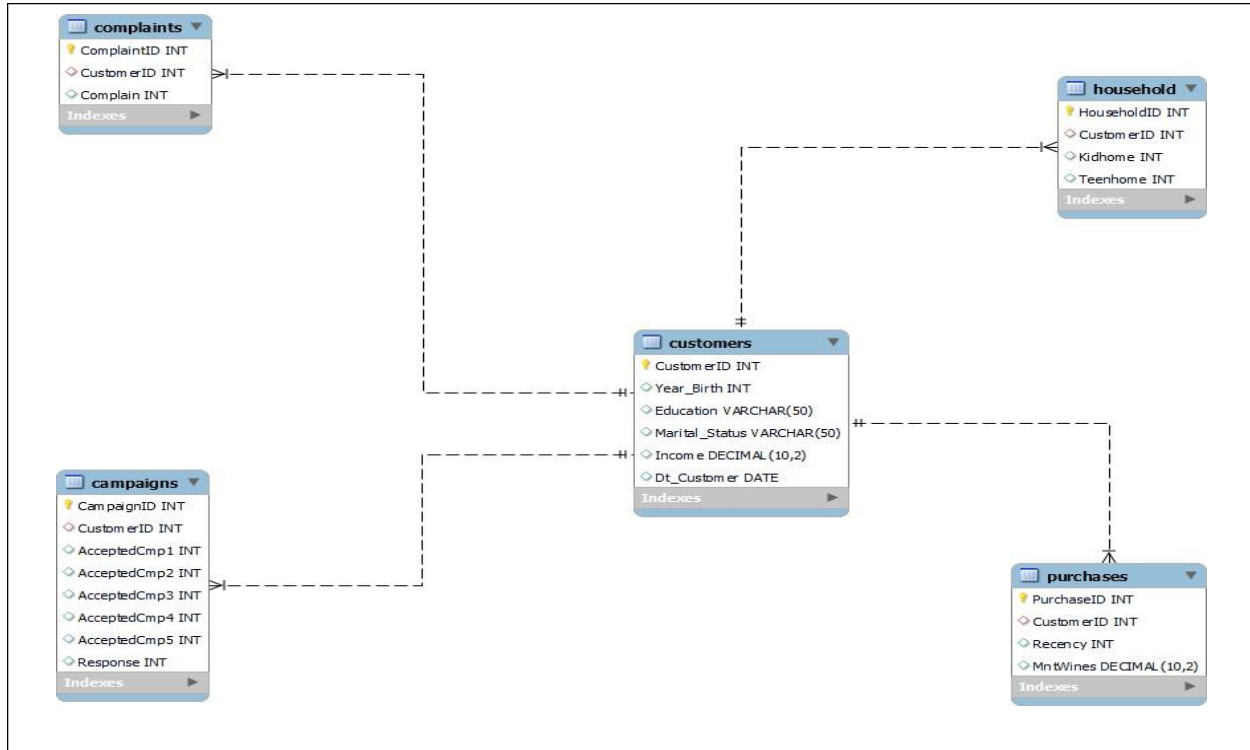 complaints
ComplaintID INT
CustomerID INT
Complain INT
Indexes
household
HouseholdID INT
CustomerID INT
Kidhome INT
Teenhome INT
Indexes
customers
CustomerID INT
Year_Birth INT
Education VARCHAR(50)
Marital_Status VARCHAR(50)
Income DECIMAL(10,2)
Dt_Customer DATE
Indexes
campaigns
CampaignID INT
CustomerID INT
AcceptedCmp1 INT
AcceptedCmp2 INT
AcceptedCmp3 INT
AcceptedCmp4 INT
AcceptedCmp5 INT
Response INT
Indexes
purchases
PurchaseID INT
CustomerID INT
Recency INT
MntWines DECIMAL(10,2)
Indexes